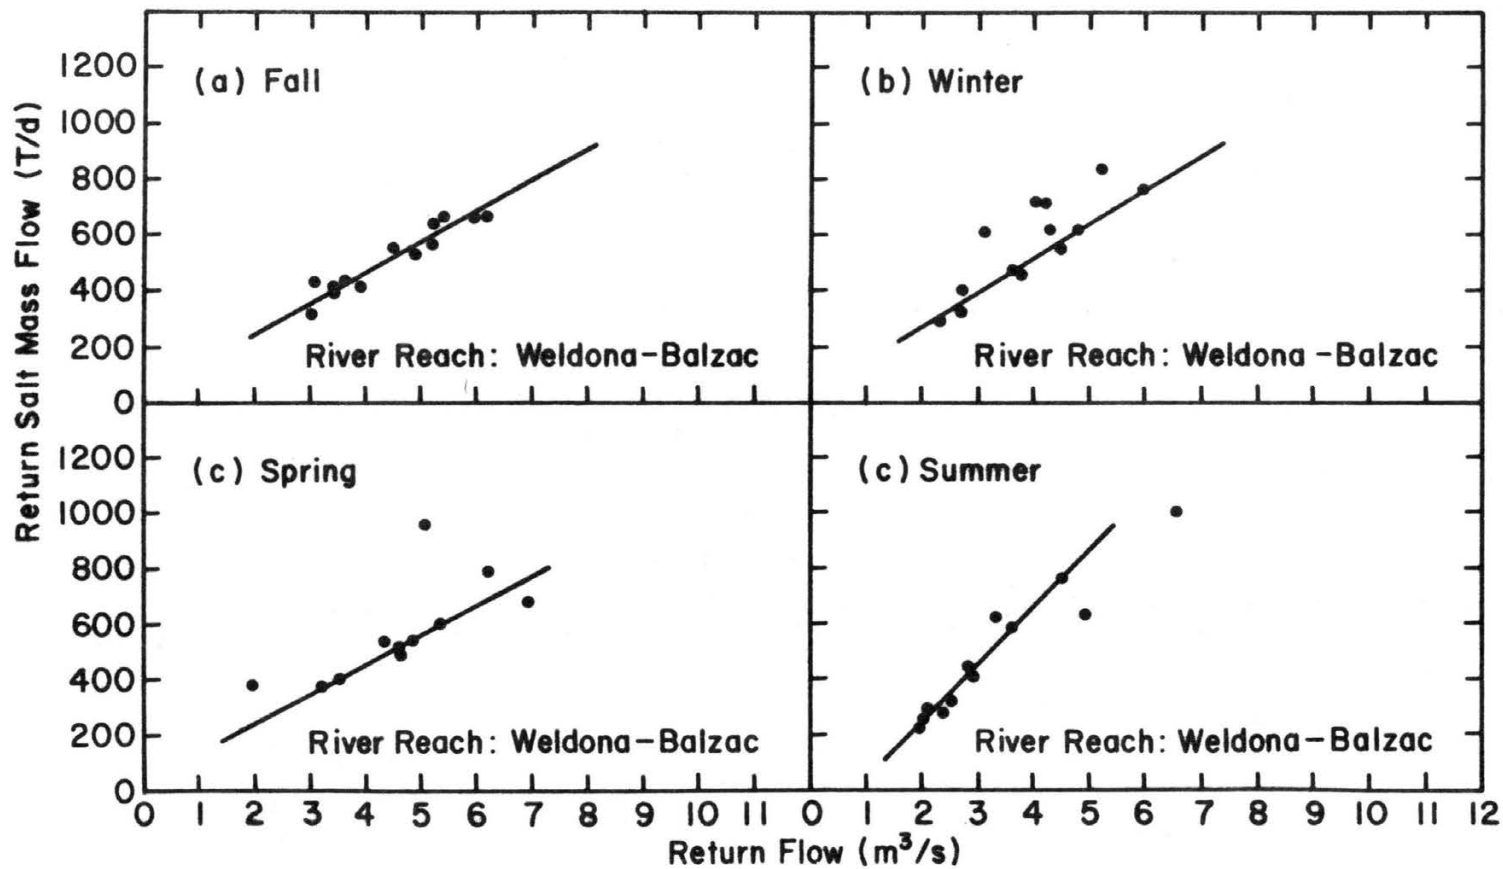 Return Salt Mass Flow (T/d)
1200
1000
800
600
400
200
0
(a) Fall
River Reach: Weldona-Balzac
(b) Winter
River Reach: Weldona-Balzac
1200
1000
800
600
400
200
0
(c) Spring
River Reach: Weldona-Balzac
(c) Summer
River Reach: Weldona-Balzac
0 1 2 3 4 5 6 7 8 9 10 11 0 1 2 3 4 5 6 7 8 9 10 11 12
Return Flow (m³/s)